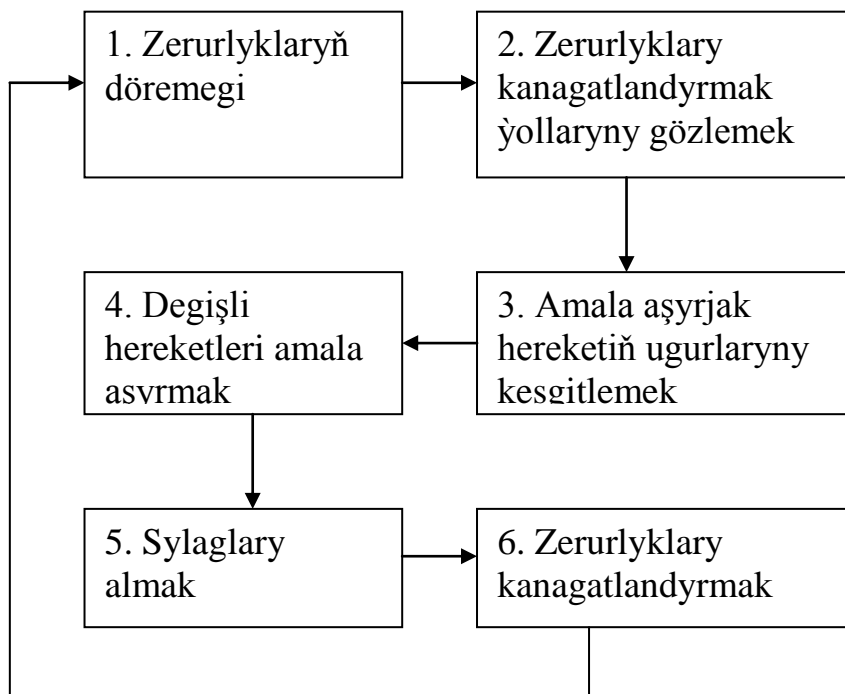 1. Zerurlyklaryň
döremegi
2. Zerurlyklary
kanagatlandyrmak
ỳollaryny gözlemek
3. Amala aşyrjak
hereketiň ugurlaryny
kesgitlemek
4. Degişli
hereketleri amala
aşyrmak
5. Sylaglary
almak
6. Zerurlyklary
kanagatlandyrmak